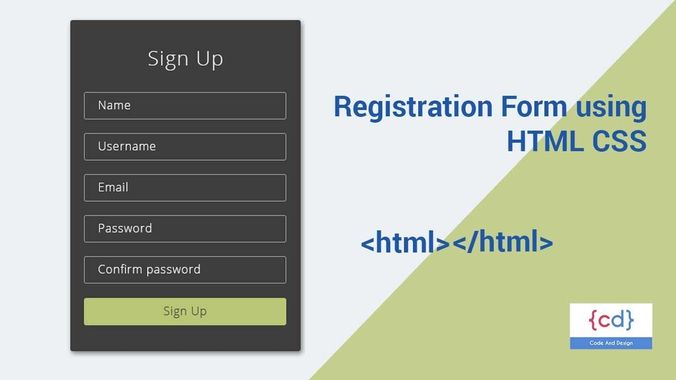 Sign Up
Name
Username
Email
Password
Confirm password
Sign Up
Registration Form using
HTML CSS
<html></html>
{cd}
Code And Design